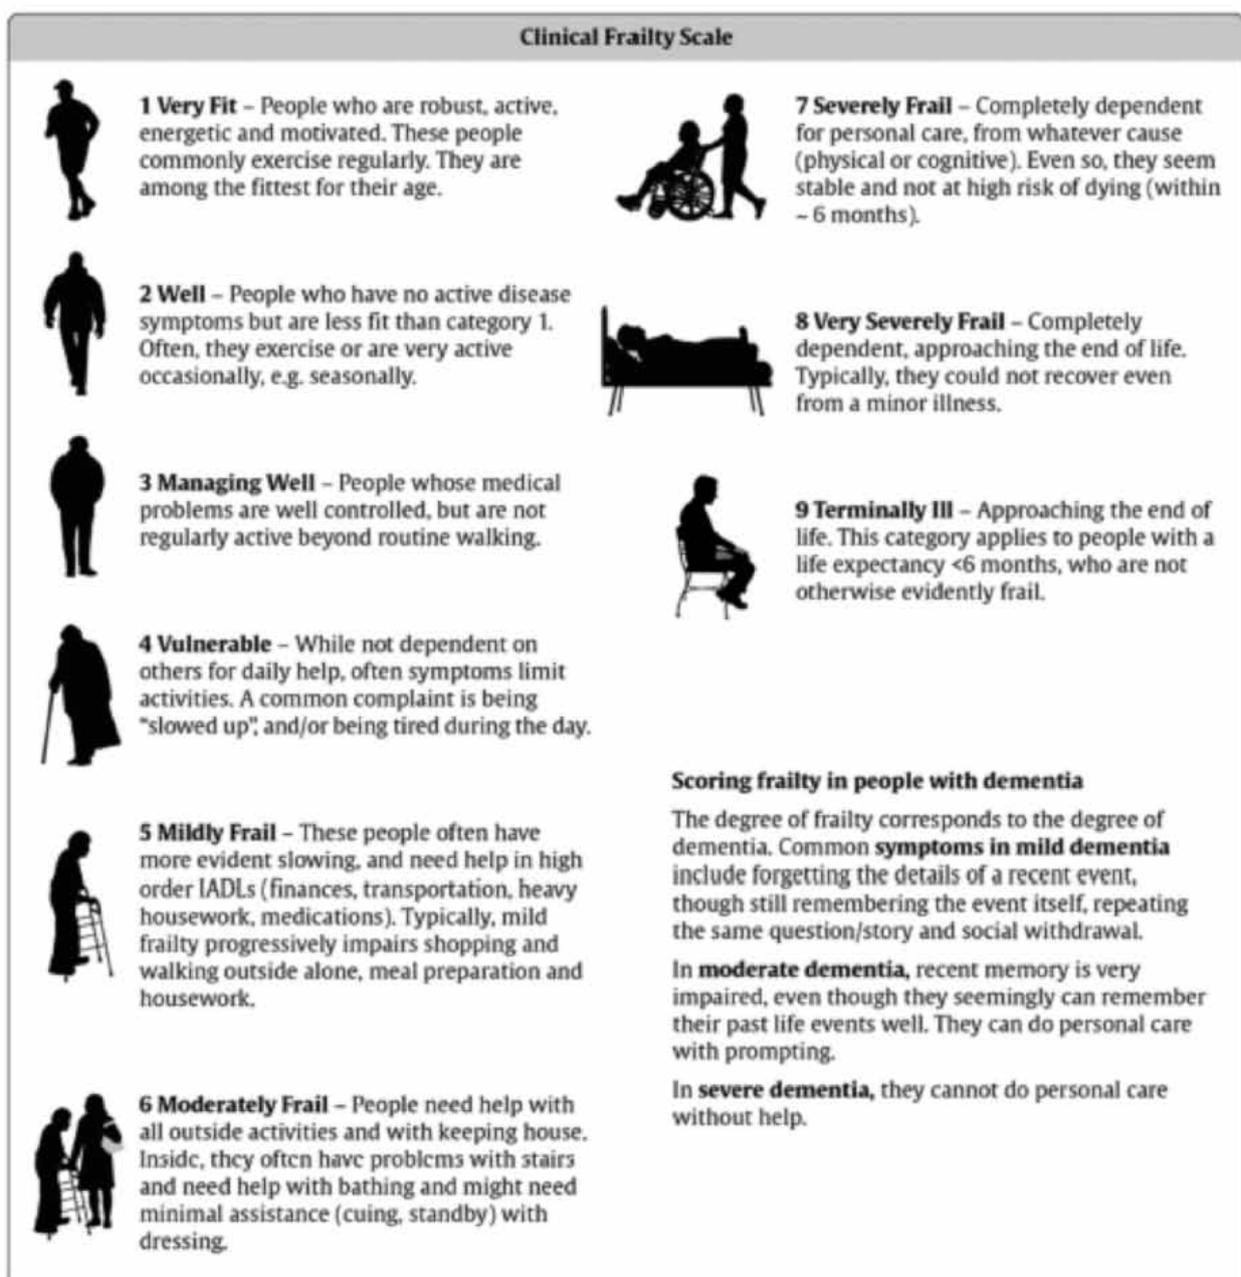 Clinical Frailty Scale
1 Very Fit – People who are robust, active,
energetic and motivated. These people
commonly exercise regularly. They are
among the fittest for their age.
2 Well – People who have no active disease
symptoms but are less fit than category 1.
Often, they exercise or are very active
occasionally, e.g. seasonally.
3 Managing Well – People whose medical
problems are well controlled, but are not
regularly active beyond routine walking.
4 Vulnerable – While not dependent on
others for daily help, often symptoms limit
activities. A common complaint is being
"slowed up", and/or being tired during the day.
5 Mildly Frail – These people often have
more evident slowing, and need help in high
order IADLs (finances, transportation, heavy
housework, medications). Typically, mild
frailty progressively impairs shopping and
walking outside alone, meal preparation and
housework.
6 Moderately Frail – People need help with
all outside activities and with keeping house.
Inside, they often have problems with stairs
and need help with bathing and might need
minimal assistance (cuing, standby) with
dressing.
7 Severely Frail – Completely dependent
for personal care, from whatever cause
(physical or cognitive). Even so, they seem
stable and not at high risk of dying (within
~ 6 months).
8 Very Severely Frail – Completely
dependent, approaching the end of life.
Typically, they could not recover even
from a minor illness.
9 Terminally Ill – Approaching the end of
life. This category applies to people with a
life expectancy <6 months, who are not
otherwise evidently frail.
Scoring frailty in people with dementia
The degree of frailty corresponds to the degree of
dementia. Common symptoms in mild dementia
include forgetting the details of a recent event,
though still remembering the event itself, repeating
the same question/story and social withdrawal.
In moderate dementia, recent memory is very
impaired, even though they seemingly can remember
their past life events well. They can do personal care
with prompting.
In severe dementia, they cannot do personal care
without help.